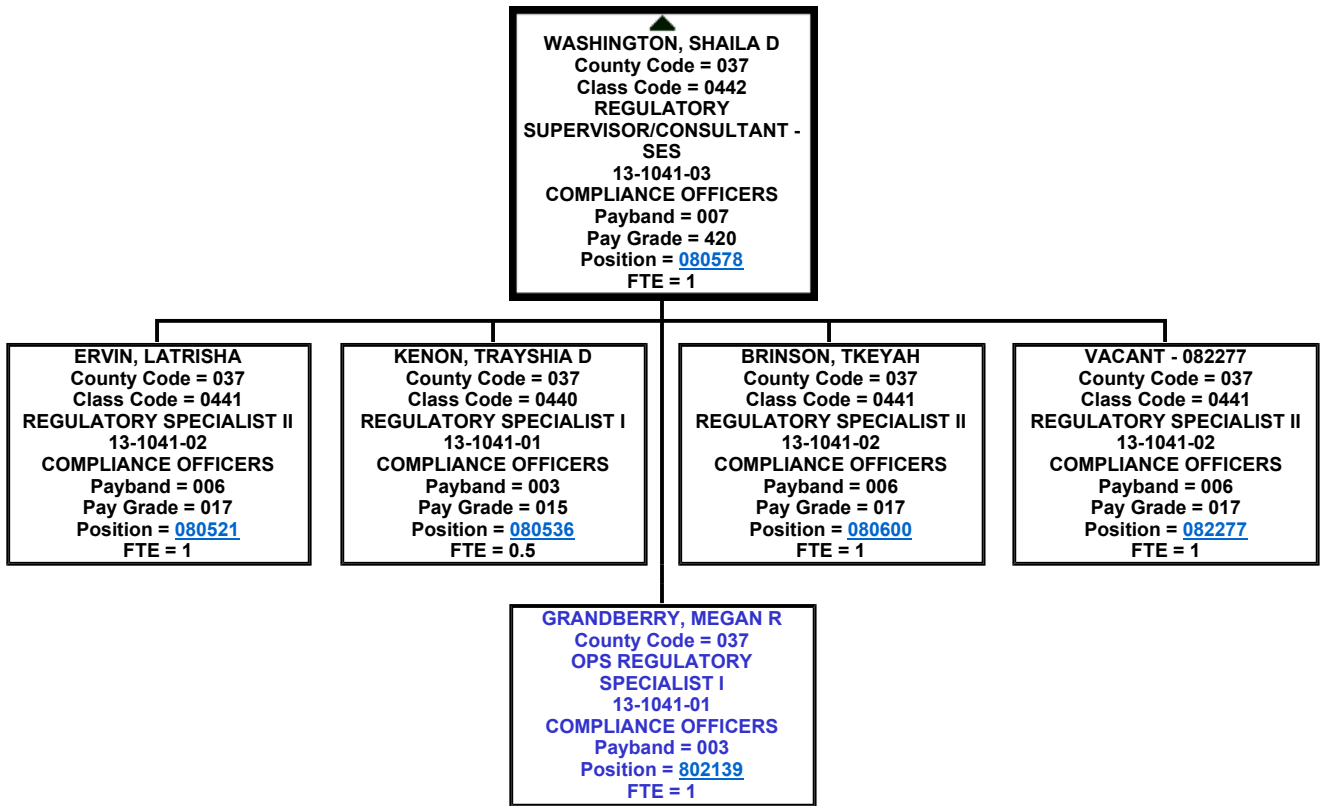 WASHINGTON, SHAILA D
County Code = 037
Class Code = 0442
REGULATORY
SUPERVISOR/CONSULTANT -
SES
13-1041-03
COMPLIANCE OFFICERS
Payband = 007
Pay Grade = 420
Position = 080578
FTE = 1
ERVIN, LATRISHA
County Code = 037
Class Code = 0441
REGULATORY SPECIALIST II
13-1041-02
COMPLIANCE OFFICERS
Payband = 006
Pay Grade = 017
Position = 080521
FTE = 1
KENON, TRAYSHIA D
County Code = 037
Class Code = 0440
REGULATORY SPECIALIST I
13-1041-01
COMPLIANCE OFFICERS
Payband = 003
Pay Grade = 015
Position = 080536
FTE = 0.5
BRINSON, TKEYAH
County Code = 037
Class Code = 0441
REGULATORY SPECIALIST II
13-1041-02
COMPLIANCE OFFICERS
Payband = 006
Pay Grade = 017
Position = 080600
FTE = 1
VACANT - 082277
County Code = 037
Class Code = 0441
REGULATORY SPECIALIST II
13-1041-02
COMPLIANCE OFFICERS
Payband = 006
Pay Grade = 017
Position = 082277
FTE = 1
GRANDBERRY, MEGAN R
County Code = 037
OPS REGULATORY
SPECIALIST I
13-1041-01
COMPLIANCE OFFICERS
Payband = 003
Position = 802139
FTE = 1